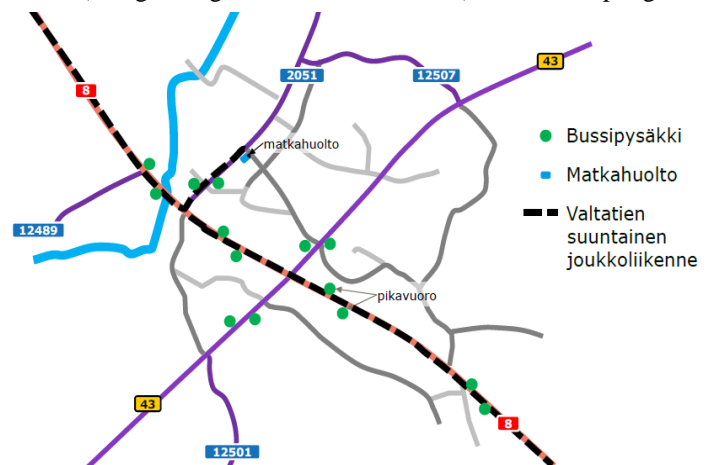 8
2051
12507
43
matkahuolto
Bussipysäkki
Matkahuolto
Valtatien
suuntainen
joukkoliikenne
12489
pikavuoro
43
8
12501